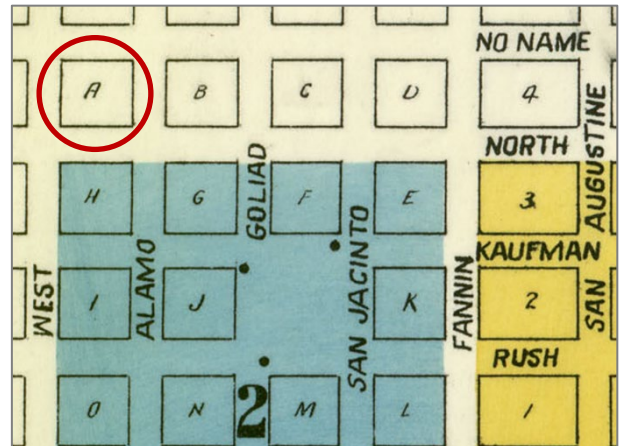 NO NAME
A B C D 4
NORTH
AUGUSTINE
H G GOLIAD F E 3
KAUFMAN
WEST I ALAMO J SAN JACINTO K FANNIN 2 SAN
RUSH
O N 2 M L 1